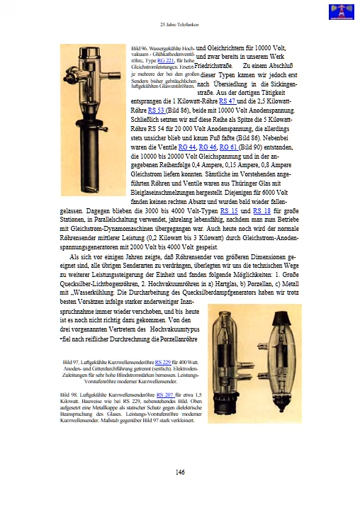 25 Jahre Telefunken
Bild 96. Wassergekühlte Hoch-
vakuum - Glühkathodenventil-
röhre, Type RG 221, für hohe
Gleichstromleistungen. Ersetzt
je mehrere der bei den großen
Sendern bisher gebräuchlichen
luftgekühlten Glasventilröhren.
und Gleichrichtern für 10000 Volt,
und zwar bereits in unserem Werk
Friedrichstraße. Zu einem Abschluß
dieser Typen kamen wir jedoch erst
nach Übersiedlung in die Sickingen-
straße. Aus der dortigen Tätigkeit
entsprangen die 1 Kilowatt-Röhre RS 47 und die 2,5 Kilowatt-
Röhre RS 53 (Bild 86), beide mit 10000 Volt Anodenspannung.
Schließlich setzten wir auf diese Reihe als Spitze die 5 Kilowatt-
Röhre RS 54 für 20 000 Volt Anodenspannung, die allerdings
stets unsicher blieb und kaum Fuß faßte (Bild 86). Nebenbei
waren die Ventile RG 44, RG 46, RG 61 (Bild 90) entstanden,
die 10000 bis 20000 Volt Gleichspannung und in der an-
gegebenen Reihenfolge 0,4 Ampere, 0,15 Ampere, 0,8 Ampere
Gleichstrom liefern konnten. Sämtliche im Vorstehenden ange-
führten Röhren und Ventile waren aus Thüringer Glas mit
Bleiglaseinschmelzungen hergestellt. Diejenigen für 6000 Volt
fanden keinen rechten Absatz und wurden bald wieder fallen-
gelassen. Dagegen blieben die 3000 bis 4000 Volt-Typen RS 15 und RS 18 für große
Stationen, in Parallelschaltung verwendet, jahrelang lebensfähig, nachdem man zum Betriebe
mit Gleichstrom-Dynamomaschinen übergegangen war. Auch heute noch wird der normale
Röhrensender mittlerer Leistung (0,2 Kilowatt bis 3 Kilowatt) durch Gleichstrom-Anoden-
spannungsgeneratoren mit 2000 Volt bis 4000 Volt gespeist.
Als sich vor einigen Jahren zeigte, daß Röhrensender von größeren Dimensionen ge-
eignet sind, alle übrigen Senderarten zu verdrängen, überlegten wir uns die technischen Wege
zu weiterer Leistungssteigerung der Einheit und fanden folgende Möglichkeiten: 1. Große
Quecksilber-Lichtbogenröhren, 2. Hochvakuumröhren in a) Hartglas, b) Porzellan, c) Metall
mit „Wasserkühlung. Die Durcharbeitung des Quecksilberdampfgenerators haben wir trotz
besten Vorsätzen infolge starker anderweitiger Inan-
spruchnahme immer wieder verschoben, und bis heute
ist es noch nicht richtig dazu gekommen. Von den
drei vorgenannten Vertretern des Hochvakuumtypus
fiel nach reiflicher Durchrechnung die Porzellanröhre
Bild 97. Luftgekühlte Kurzwellensenderöhre RS 229 für 400 Watt.
Anoden- und Gitterdurchführung getrennt (seitlich). Elektroden-
Zuleitungen für sehr hohe Blindstromstärken bemessen. Leistungs-
Vorstufenröhre moderner Kurzwellensender.
Bild 98. Luftgekühlte Kurzwellensenderöhre RS 207 für etwa 1,5
Kilowatt. Bauweise wie bei RS 229, nebenstehendes Bild. Oben
aufgesetzt eine Metallkappe als statischer Schutz gegen dielektrische
Beanspruchung des Glases. Leistungs-Vorstufenröhre moderner
Kurzwellensender. Maßstab gegenüber Bild 97 stark verkleinert.
146